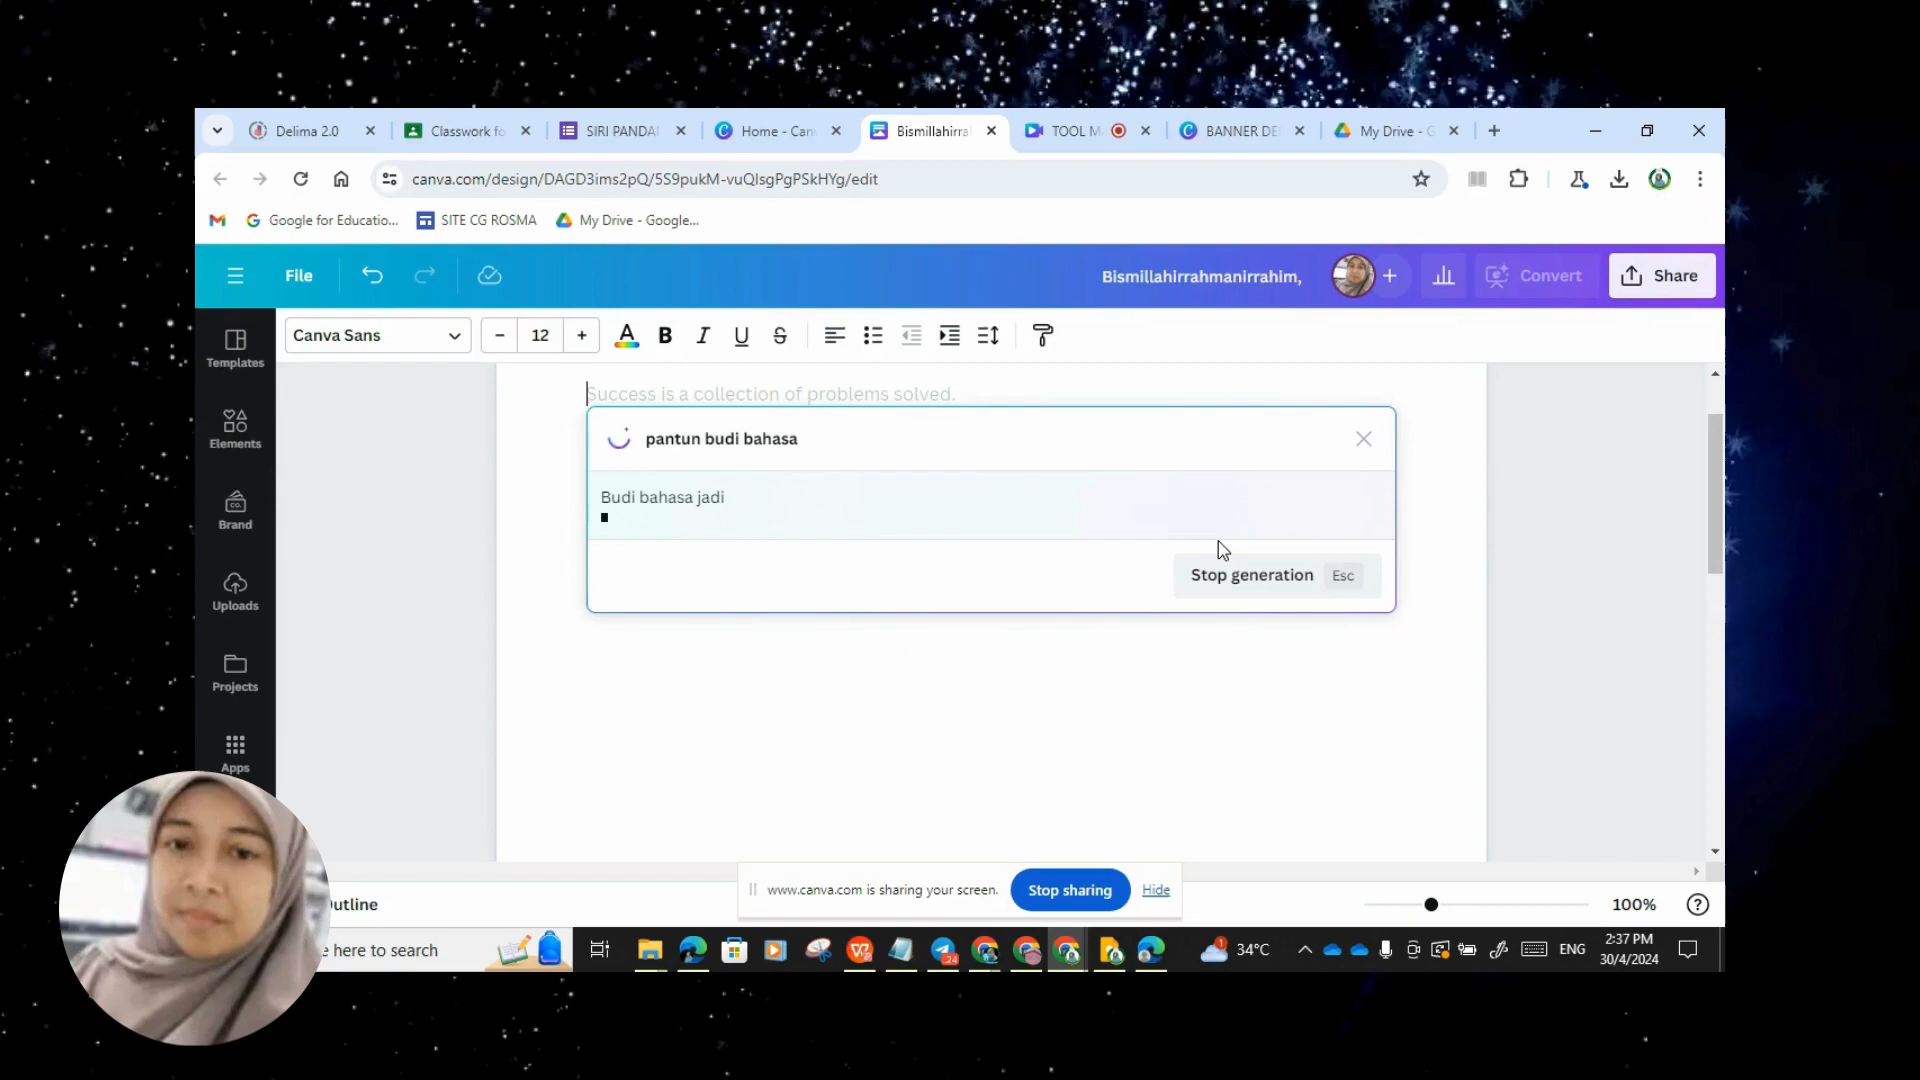 Delima 2.0
Classwork fo
SIRI PANDAI
Home - Can
Bismillahirra
TOOL M
BANNER DE
My Drive - G
canva.com/design/DAGD3ims2pQ/5S9pukM-vuQIsgPgPSkHYg/edit
Google for Educatio...
SITE CG ROSMA
My Drive - Google...
File
Bismillahirrahmanirrahim,
Convert
Share
Canva Sans
12
Templates
Elements
Brand
Uploads
Projects
Apps
Success is a collection of problems solved.
pantun budi bahasa
Budi bahasa jadi
Stop generation Esc
www.canva.com is sharing your screen.
Stop sharing
Hide
utline
100%
e here to search
24
34°C
ENG
2:37 PM
30/4/2024